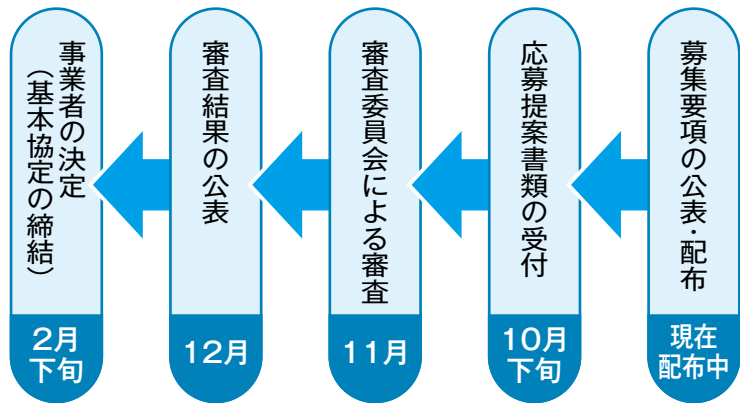 募集要項の公表・配布
現在
配布中
応募提案書類の受付
10月
下旬
審査委員会による審査
11月
審査結果の公表
12月
事業者の決定
（基本協定の締結）
2月
下旬